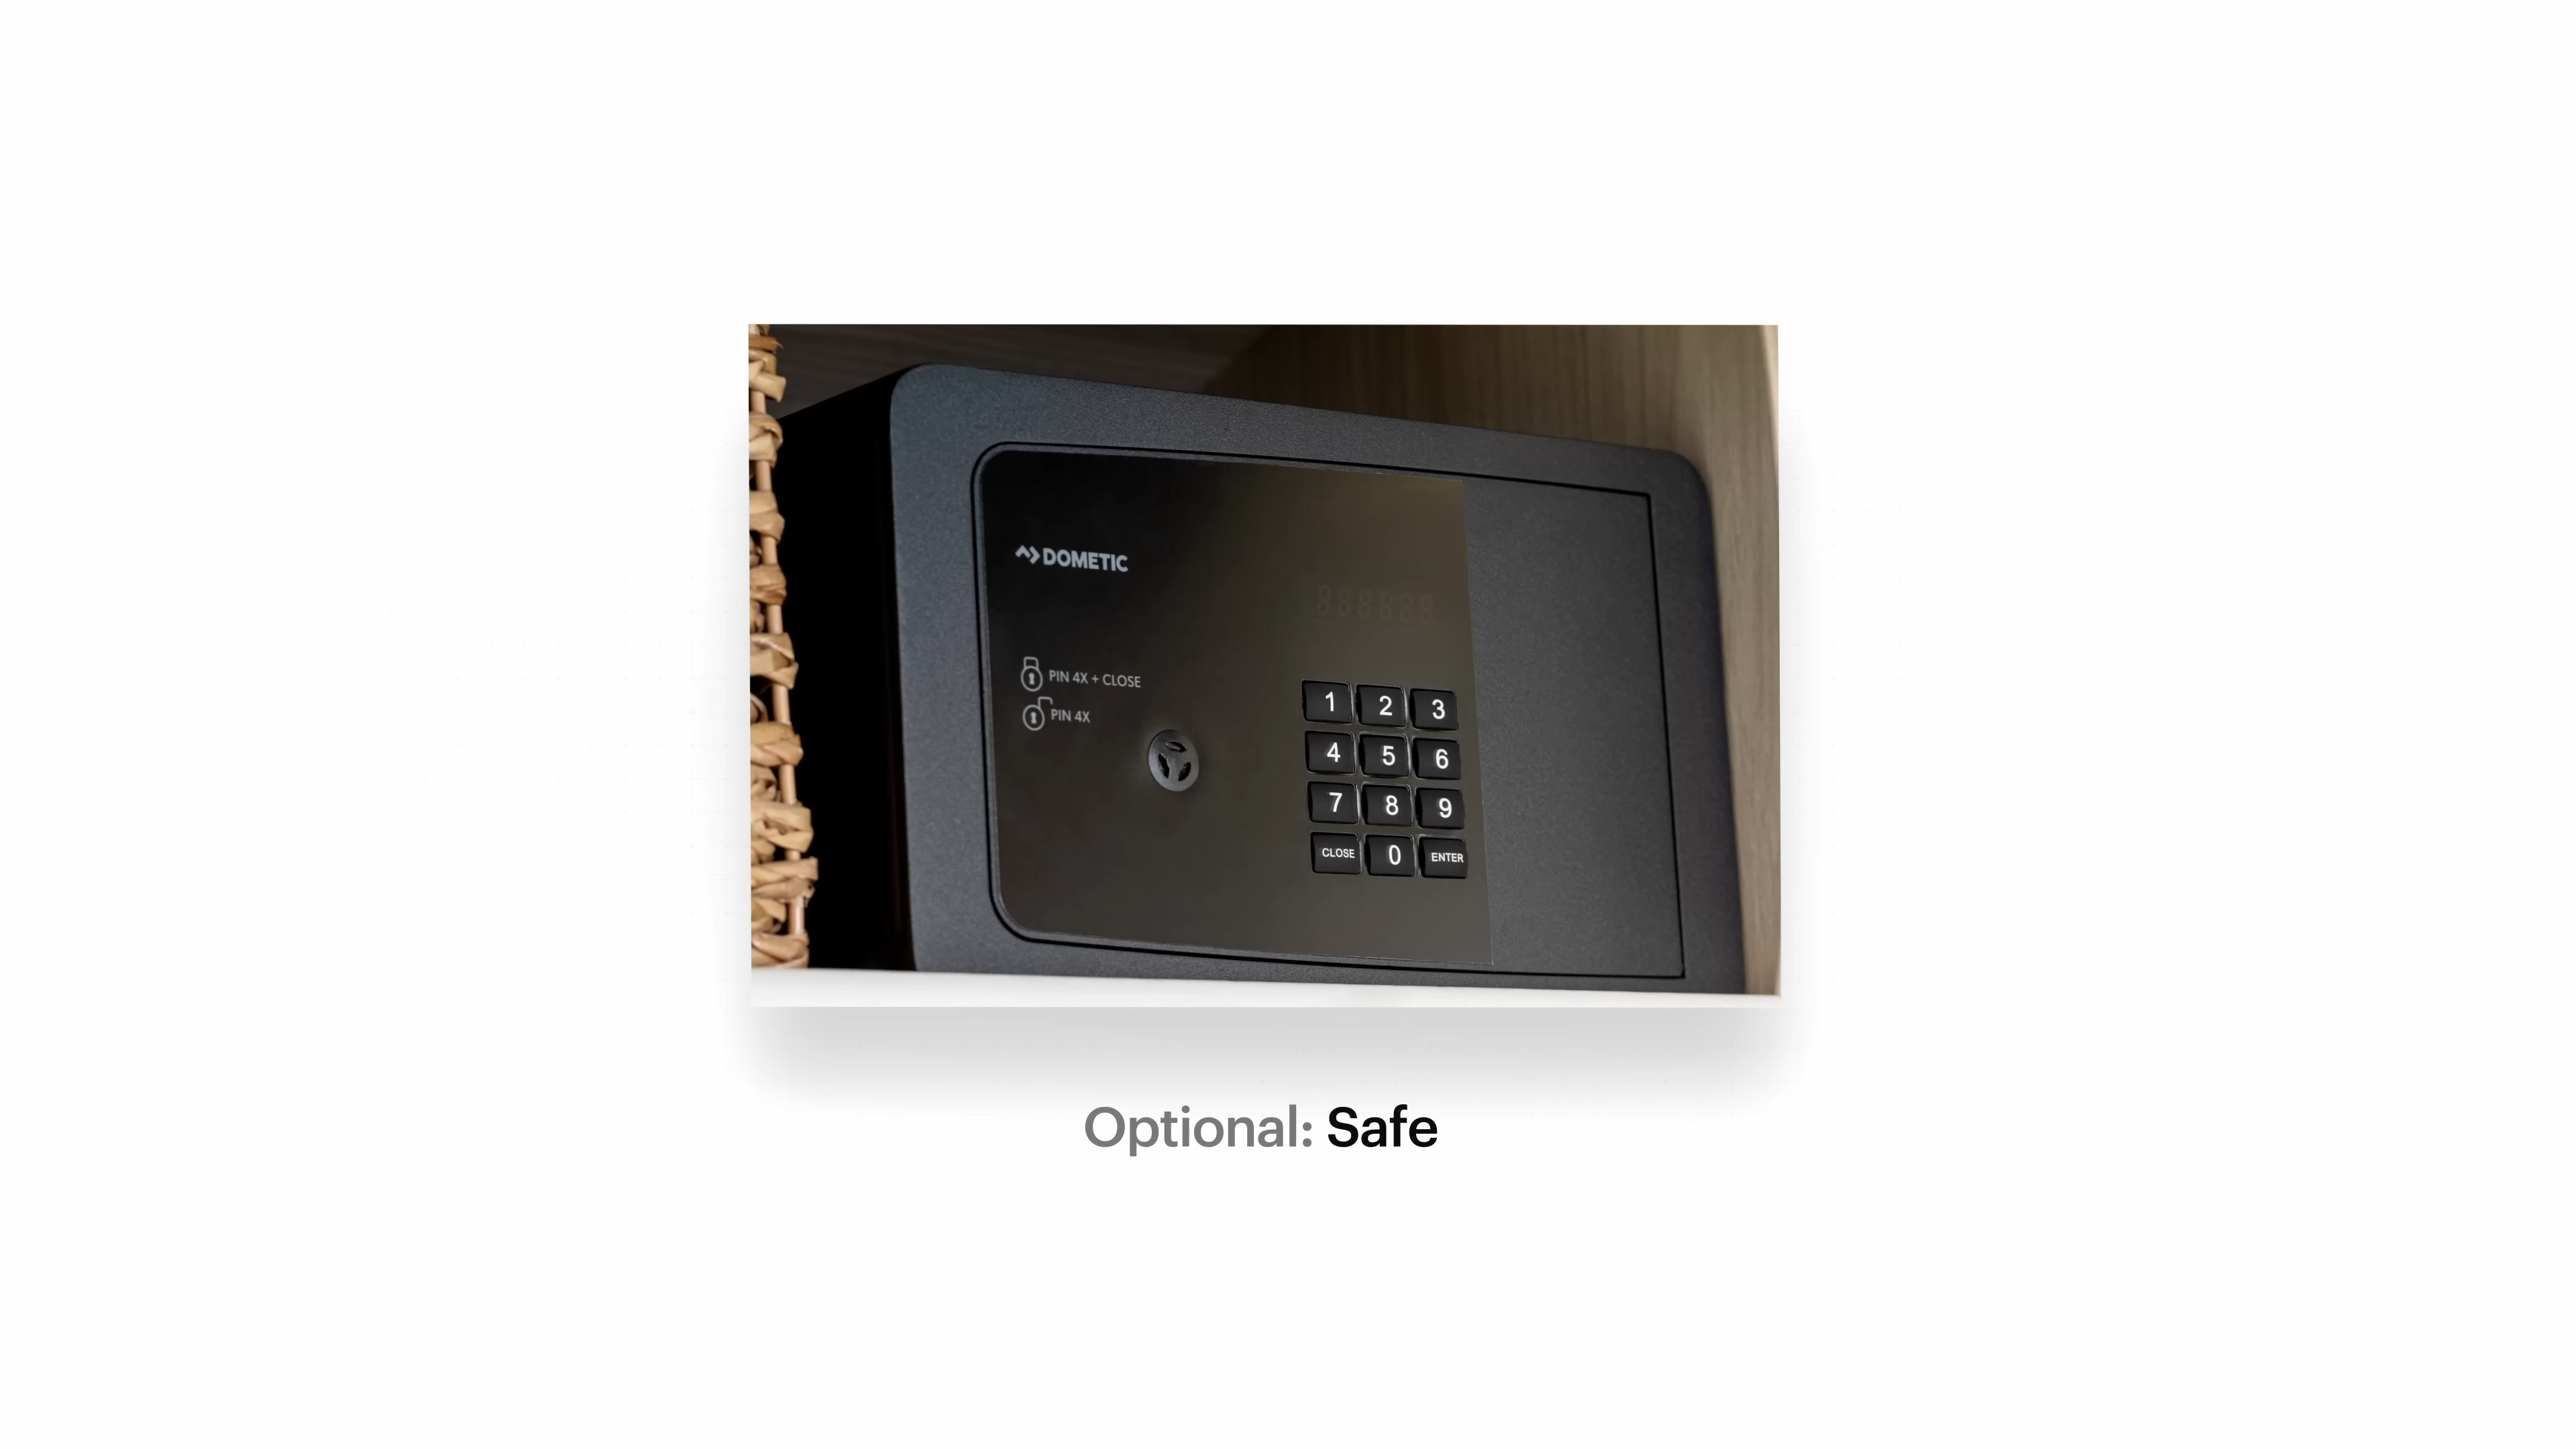 DOMETIC
PIN 4X + CLOSE
PIN 4X
1 2 3
4 5 6
7 8 9
CLOSE 0 ENTER
Optional: Safe